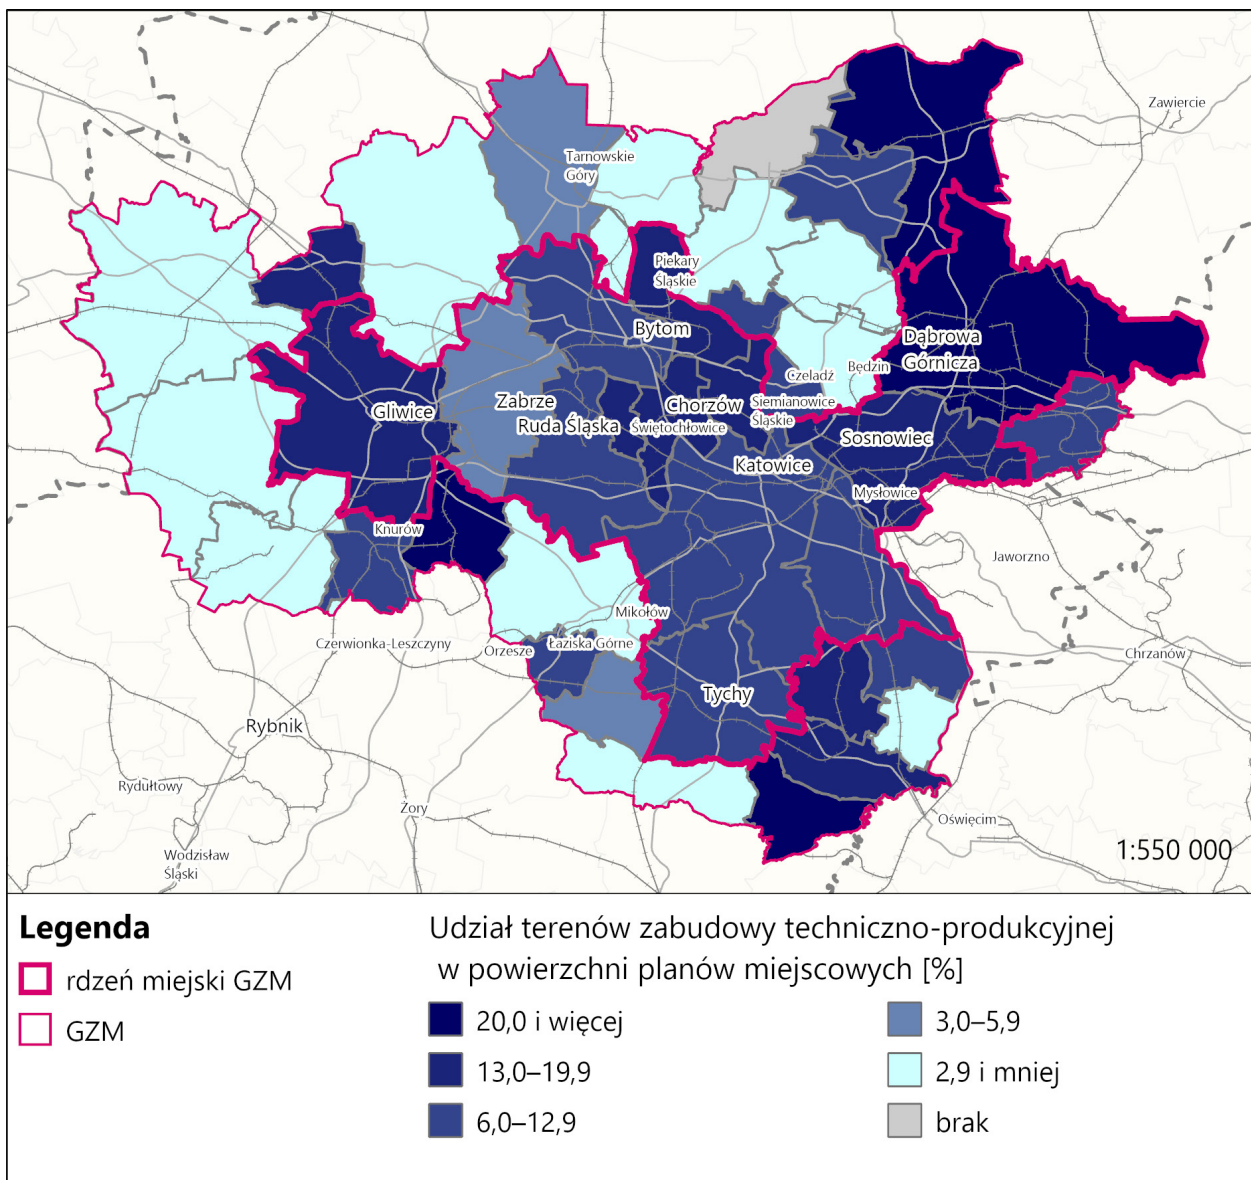 Zawiercie
Tarnowskie
Góry
Piekary
Śląskie
Bytom
Dąbrowa
Górnicza
Czeladź
Będzin
Gliwice
Zabrze
Chorzów
Siemianowice
Śląskie
Ruda Śląska
Świętochłowice
Sosnowiec
Katowice
Mysłowice
Knurów
Jaworzno
Mikołów
Czerwionka-Leszczyny
Orzesze
Łaziska Górne
Chrzanów
Tychy
Rybnik
Rydułtowy
Żory
Oświęcim
Wodzisław
Śląski
1:550 000
Legenda
rdzeń miejski GZM
GZM
Udział terenów zabudowy techniczno-produkcyjnej
w powierzchni planów miejscowych [%]
20,0 i więcej
13,0–19,9
6,0–12,9
3,0–5,9
2,9 i mniej
brak